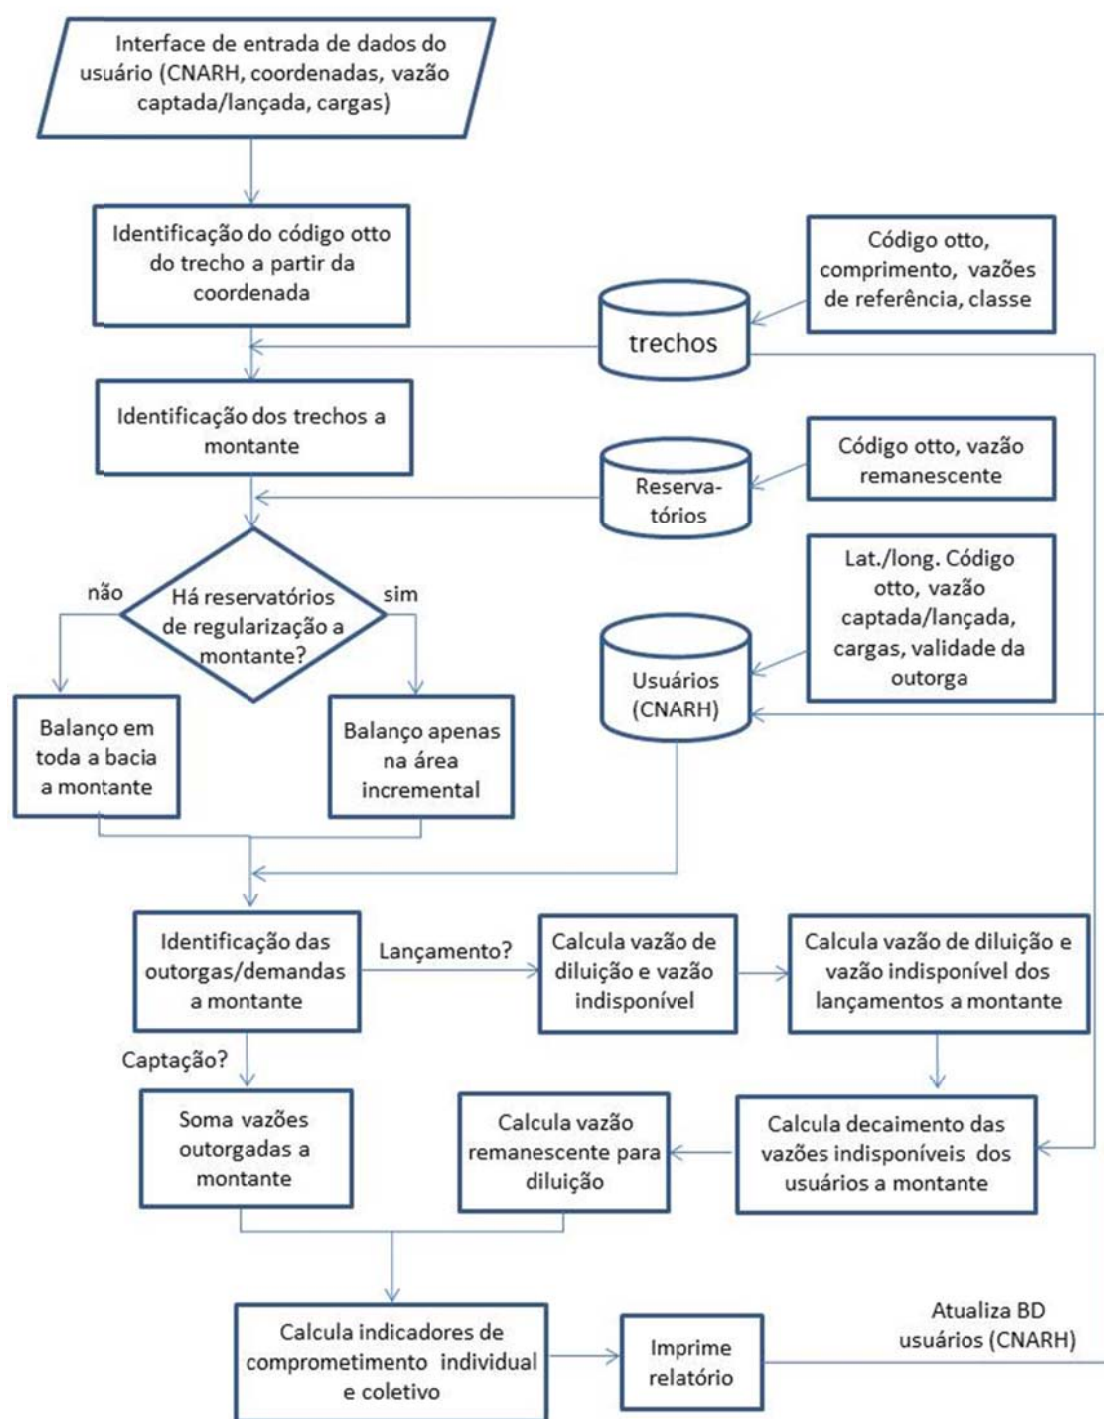 Interface de entrada de dados do
usuário (CNARH, coordenadas, vazão
captada/lançada, cargas)
Identificação do código otto
do trecho a partir da
coordenada
Código otto,
comprimento, vazões
de referência, classe
trechos
Identificação dos trechos a
montante
Código otto, vazão
remanescente
Reserva-
tórios
Lat./long. Código
otto, vazão
captada/lançada,
cargas, validade da
outorga
não
sim
Há reservatórios
de regularização a
montante?
Usuários
(CNARH)
Balanço em
toda a bacia
a montante
Balanço apenas
na área
incremental
Identificação das
outorgas/demandas
a montante
Lançamento?
Calcula vazão de
diluição e vazão
indisponível
Calcula vazão de diluição e
vazão indisponível dos
lançamentos a montante
Captação?
Soma vazões
outorgadas a
montante
Calcula vazão
remanescente para
diluição
Calcula decaimento das
vazões indisponíveis dos
usuários a montante
Calcula indicadores de
comprometimento individual
e coletivo
Imprime
relatório
Atualiza BD
usuários (CNARH)